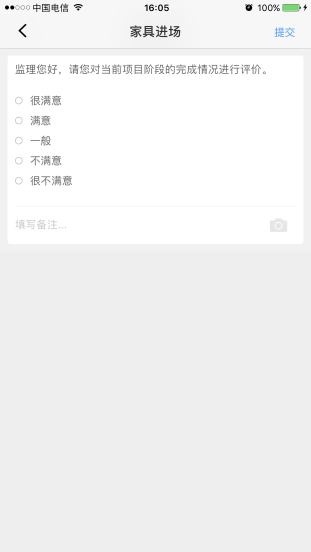 中国电信 16:05 100%
家具进场 提交
监理您好，请您对当前项目阶段的完成情况进行评价。
很满意
满意
一般
不满意
很不满意
填写备注...